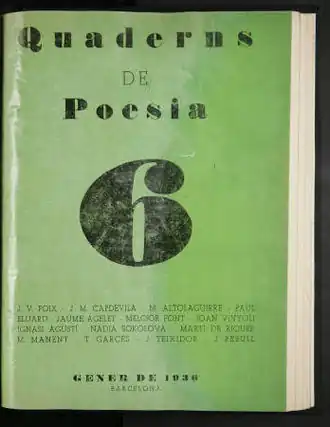 Quaderns
DE
Poesia
6
J. V. FOIX - J. M. CAPDEVILA - M. ALTOLAGUIRRE - PAUL
ELUARD - JAUME AGELET - MELCIOR FONT - JOAN VINYOLI
IGNASI AGUSTÍ - NADIA SOKOLOVA - MARTÍ DE RIQUER
M. MANENT - T. GARCÉS - J. TEIXIDOR - J. PERULL
GENER DE 1936
BARCELONA